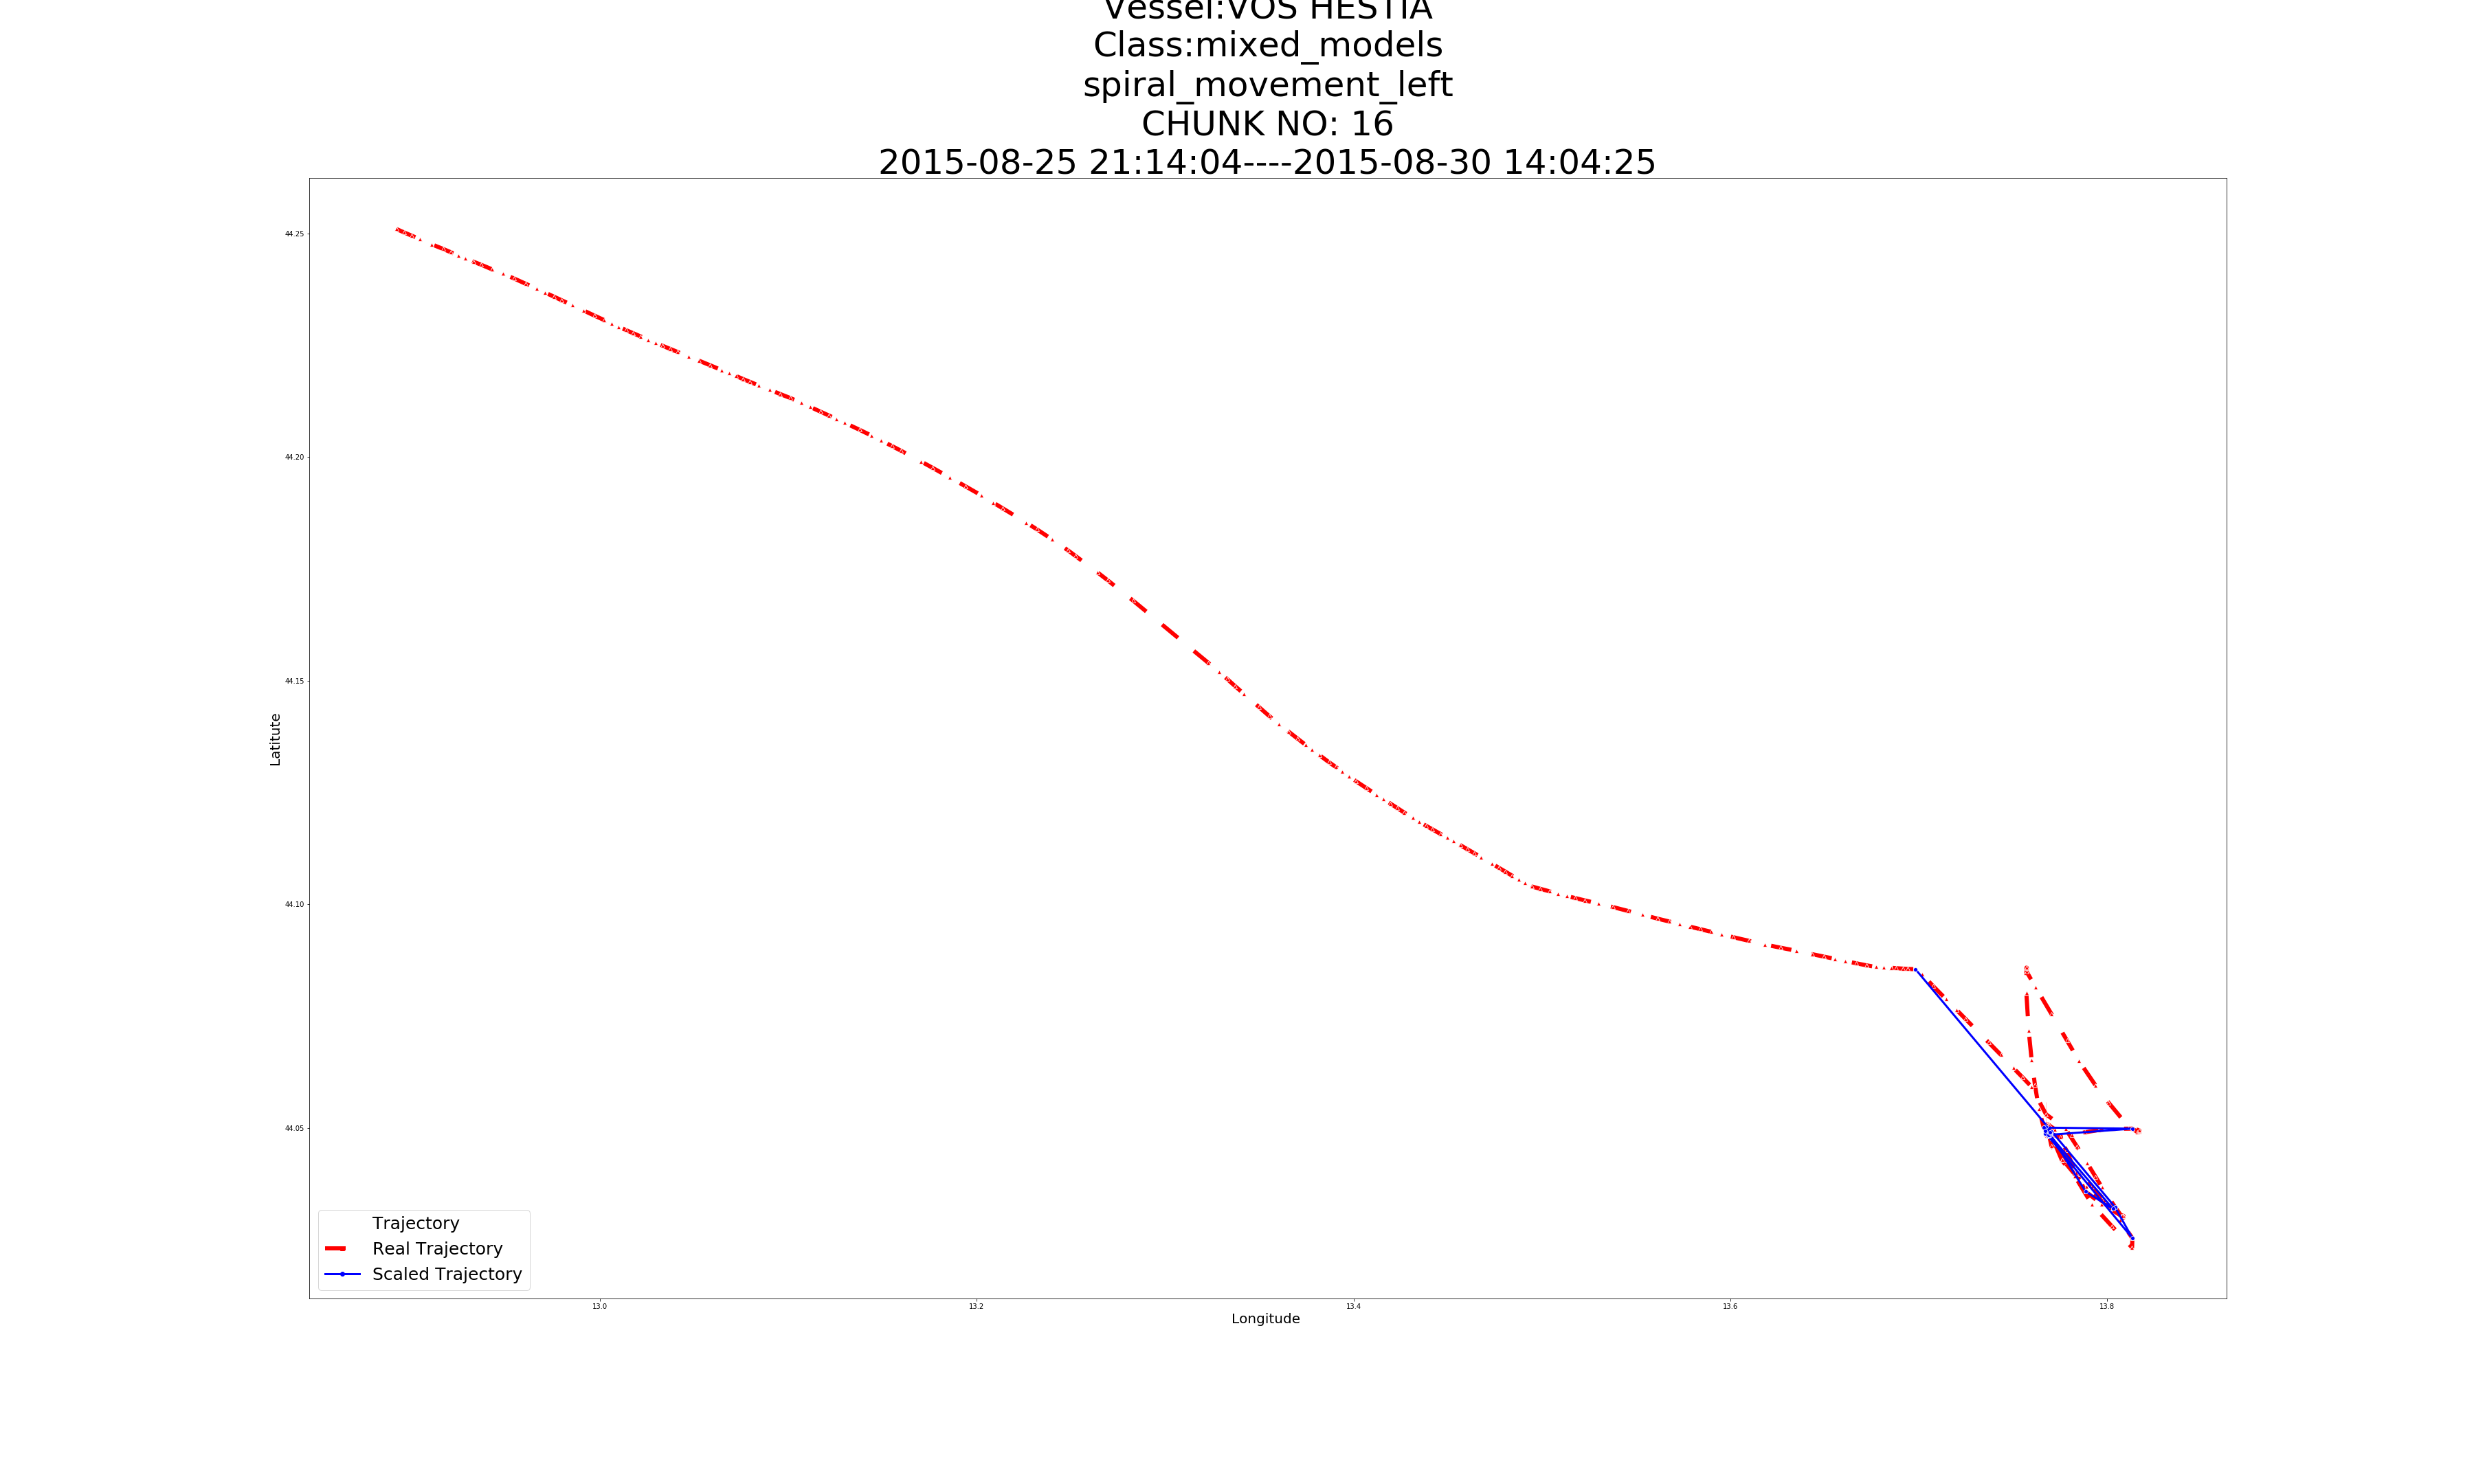 Vessel:VOS HESTIA
Class:mixed_models
spiral_movement_left
CHUNK NO: 16
2015-08-25 21:14:04----2015-08-30 14:04:25
44.25
44.20
44.15
44.10
44.05
Latitute
Trajectory
Real Trajectory
Scaled Trajectory
13.0
13.2
13.4
13.6
13.8
Longitude